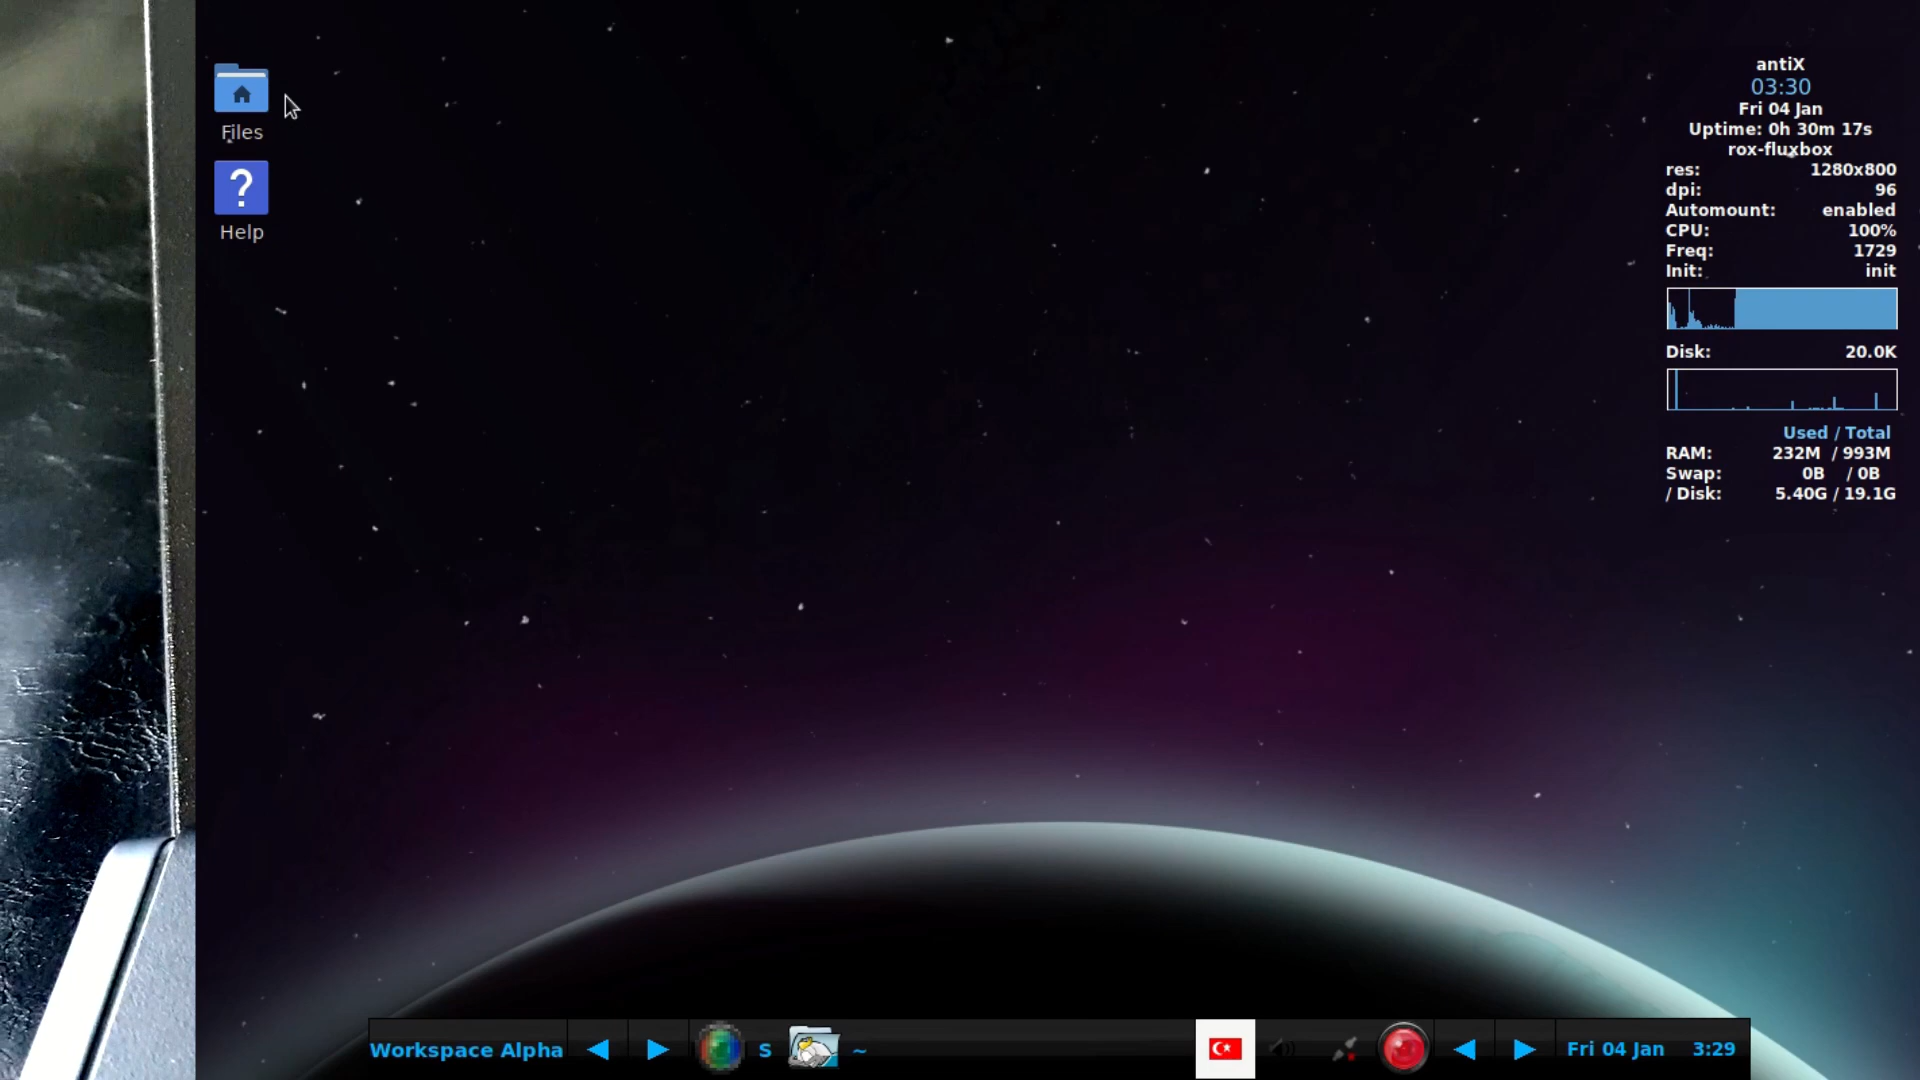 Files
?
Help
antiX
03:30
Fri 04 Jan
Uptime: 0h 30m 17s
rox-fluxbox
res: 1280x800
dpi: 96
Automount: enabled
CPU: 100%
Freq: 1729
Init: init
Disk: 20.0K
Used / Total
RAM: 232M / 993M
Swap: 0B / 0B
/ Disk: 5.40G / 19.1G
Workspace Alpha S ~ Fri 04 Jan 3:29